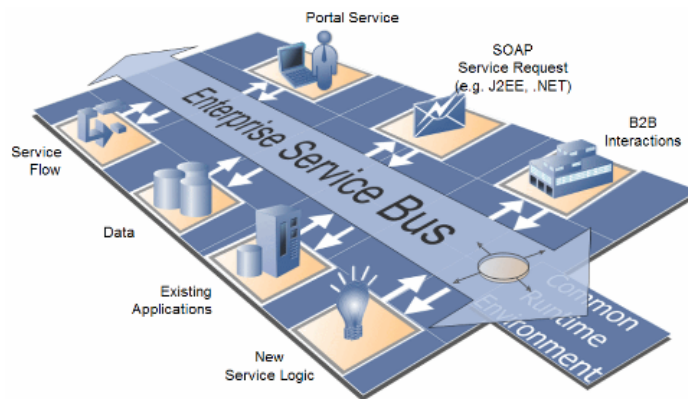 Portal Service
SOAP
Service Request
(e.g. J2EE, .NET)
B2B
Interactions
Enterprise Service Bus
Service
Flow
Data
Existing
Applications
New
Service Logic
Common
Runtime
Environment